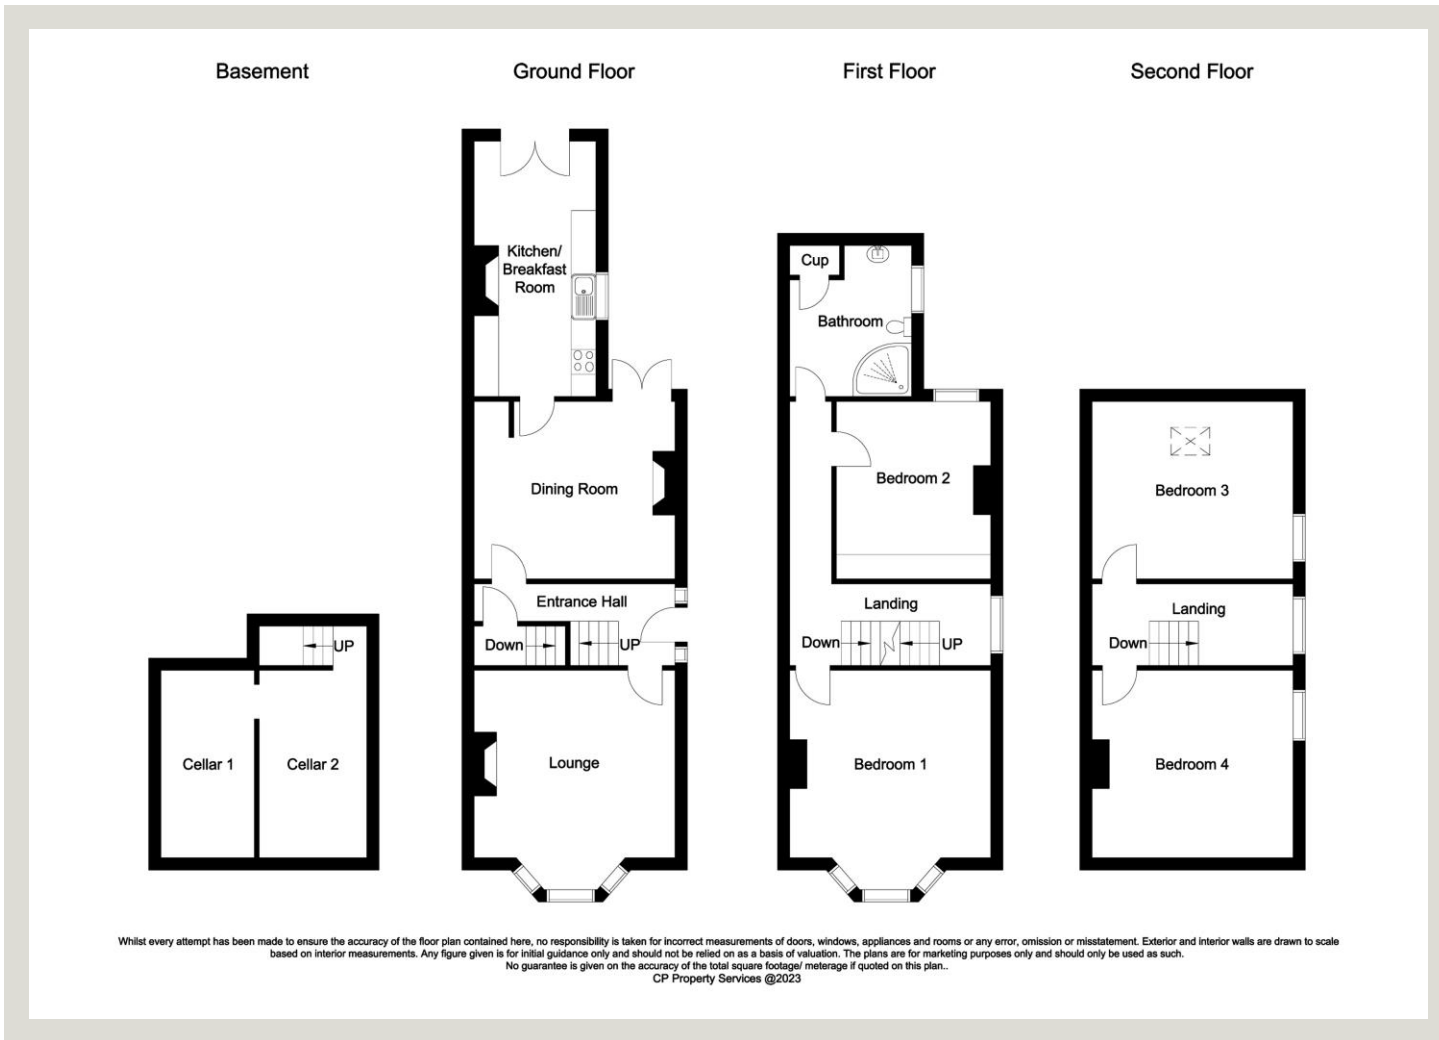 Basement
Ground Floor
First Floor
Second Floor
UP
Cellar 1
Cellar 2
Kitchen/
Breakfast
Room
Dining Room
Entrance Hall
Down
UP
Lounge
Cup
Bathroom
Bedroom 2
Landing
Down
UP
Bedroom 1
Bedroom 3
Landing
Down
Bedroom 4
Whilst every attempt has been made to ensure the accuracy of the floor plan contained here, no responsibility is taken for incorrect measurements of doors, windows, appliances and rooms or any error, omission or misstatement. Exterior and interior walls are drawn to scale
based on interior measurements. Any figure given is for initial guidance only and should not be relied on as a basis of valuation. The plans are for marketing purposes only and should only be used as such.
No guarantee is given on the accuracy of the total square footage/ meterage if quoted on this plan..
CP Property Services @2023